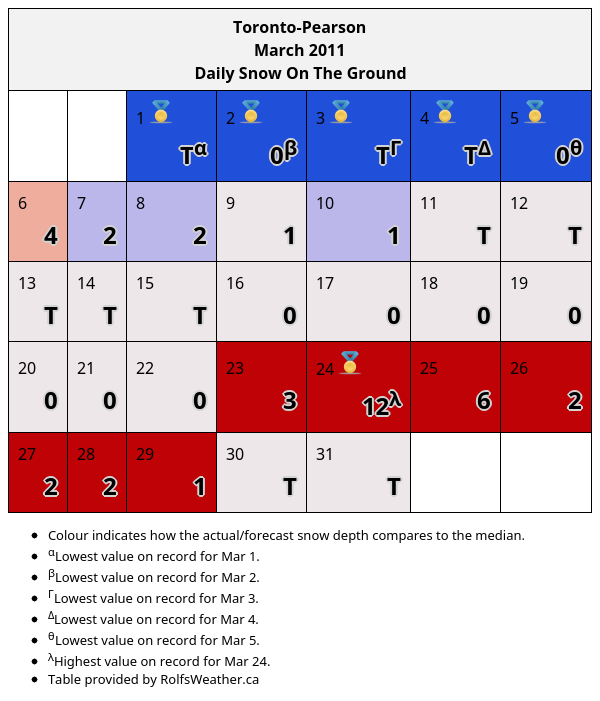 Toronto-Pearson
March 2011
Daily Snow On The Ground
1 2 3 4 5
Tα 0β TΓ TΔ 0θ
6 7 8 9 10 11 12
4 2 2 1 1 T T
13 14 15 16 17 18 19
T T T 0 0 0 0
20 21 22 23 24 25 26
0 0 0 3 12λ 6 2
27 28 29 30 31
2 2 1 T T
Colour indicates how the actual/forecast snow depth compares to the median.
αLowest value on record for Mar 1.
βLowest value on record for Mar 2.
ΓLowest value on record for Mar 3.
ΔLowest value on record for Mar 4.
θLowest value on record for Mar 5.
λHighest value on record for Mar 24.
Table provided by RolfsWeather.ca